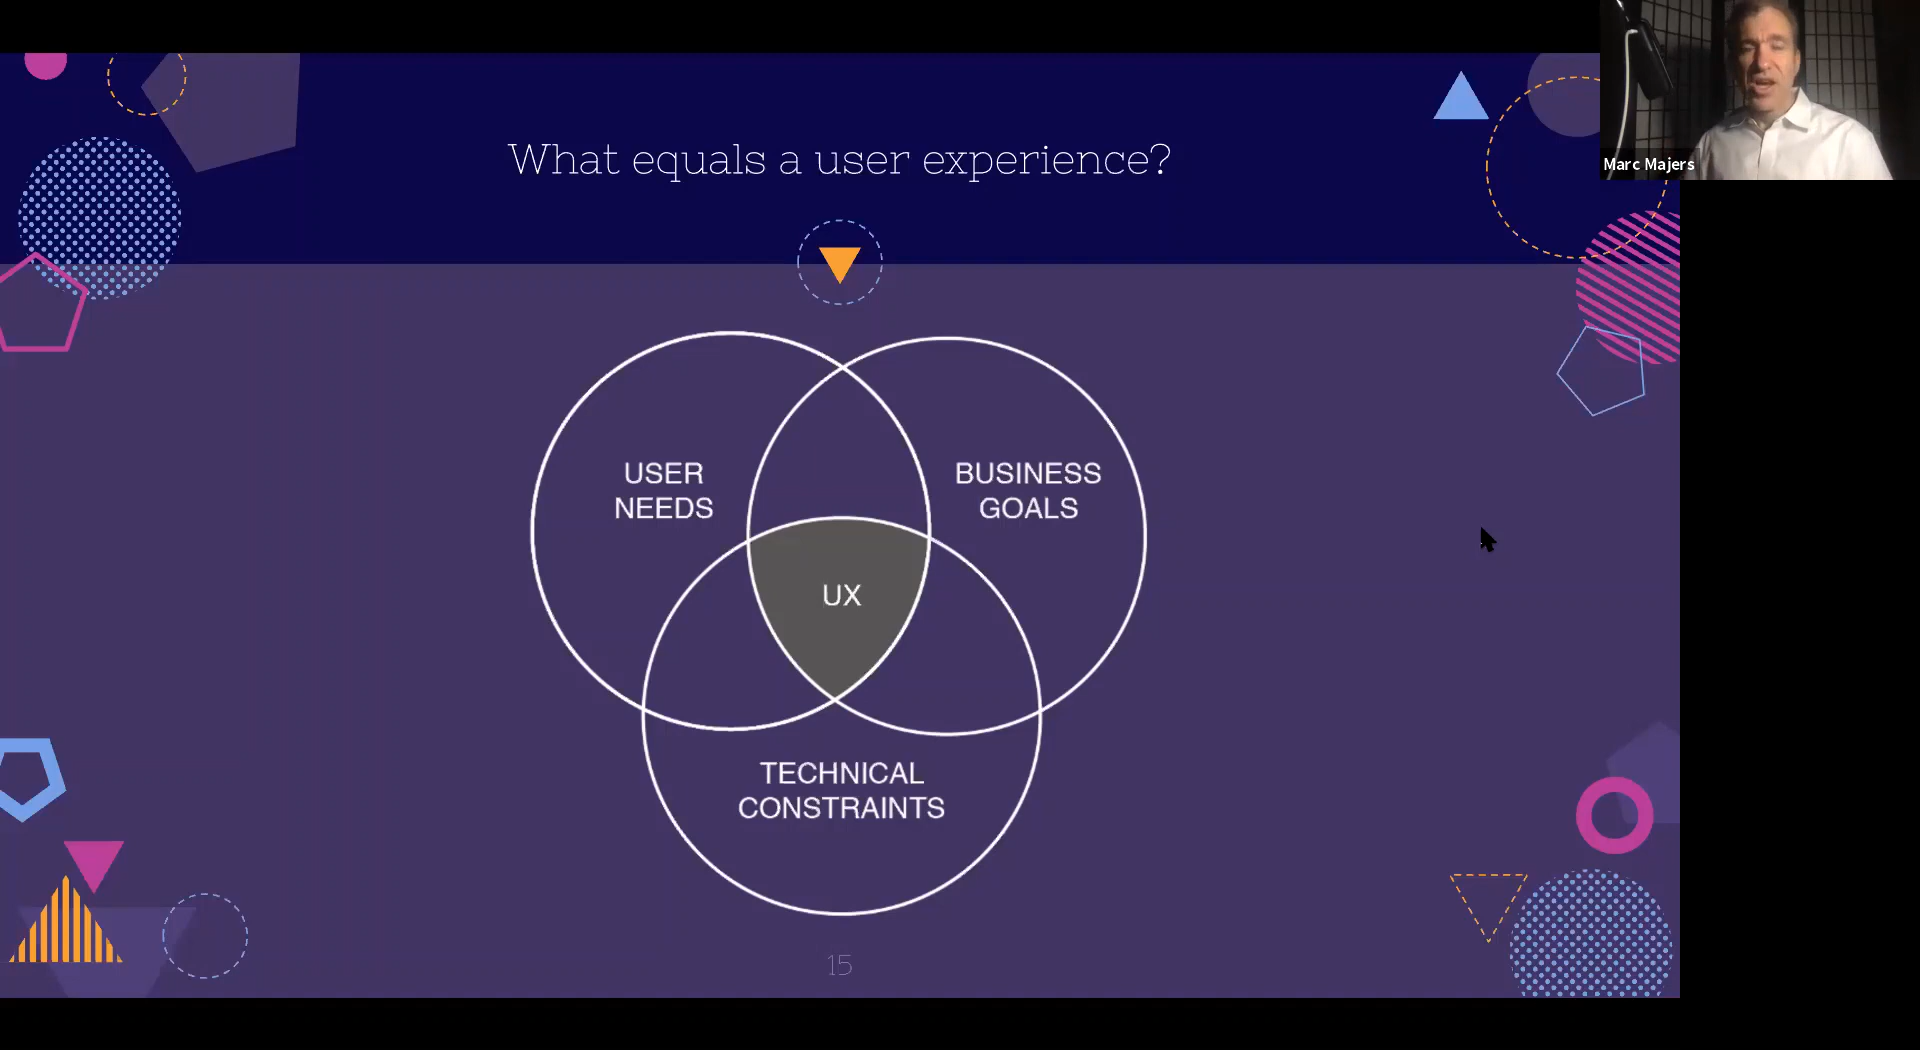 What equals a user experience?
Marc Majers
USER
NEEDS
BUSINESS
GOALS
UX
TECHNICAL
CONSTRAINTS
15